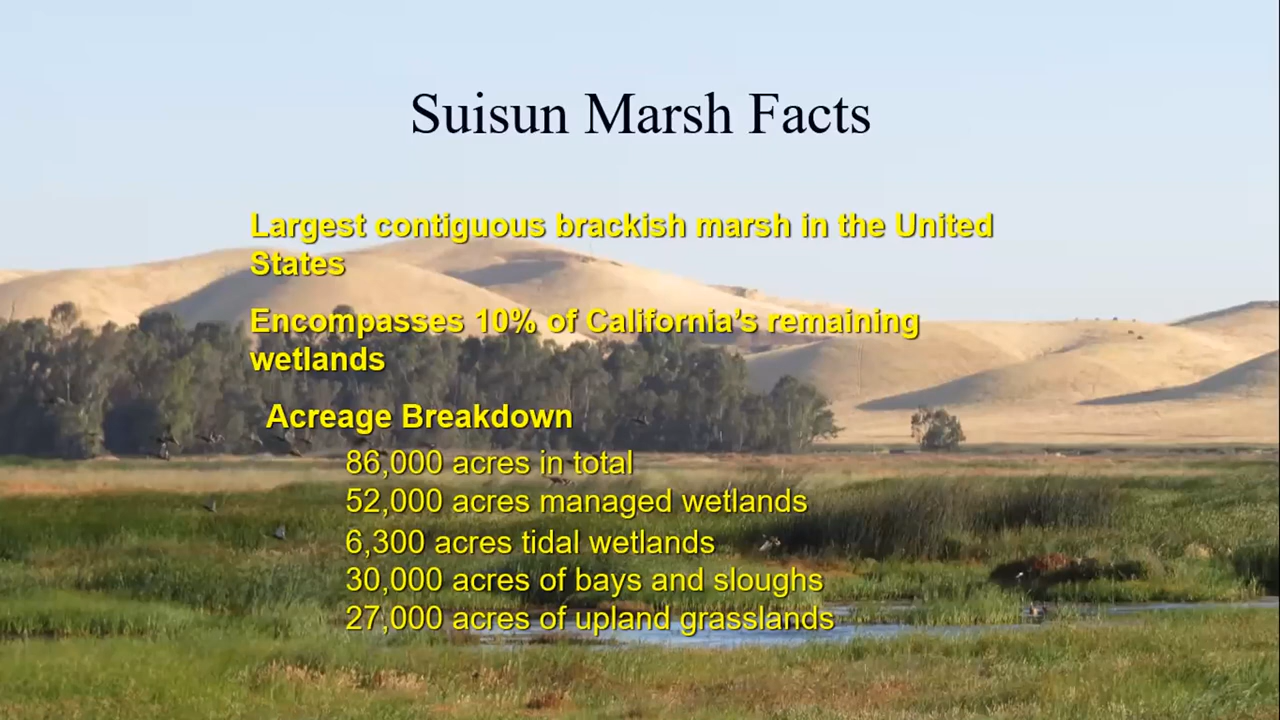 Suisun Marsh Facts
Largest contiguous brackish marsh in the United
States
Encompasses 10% of California's remaining
wetlands
Acreage Breakdown
86,000 acres in total
52,000 acres managed wetlands
6,300 acres tidal wetlands
30,000 acres of bays and sloughs
27,000 acres of upland grasslands